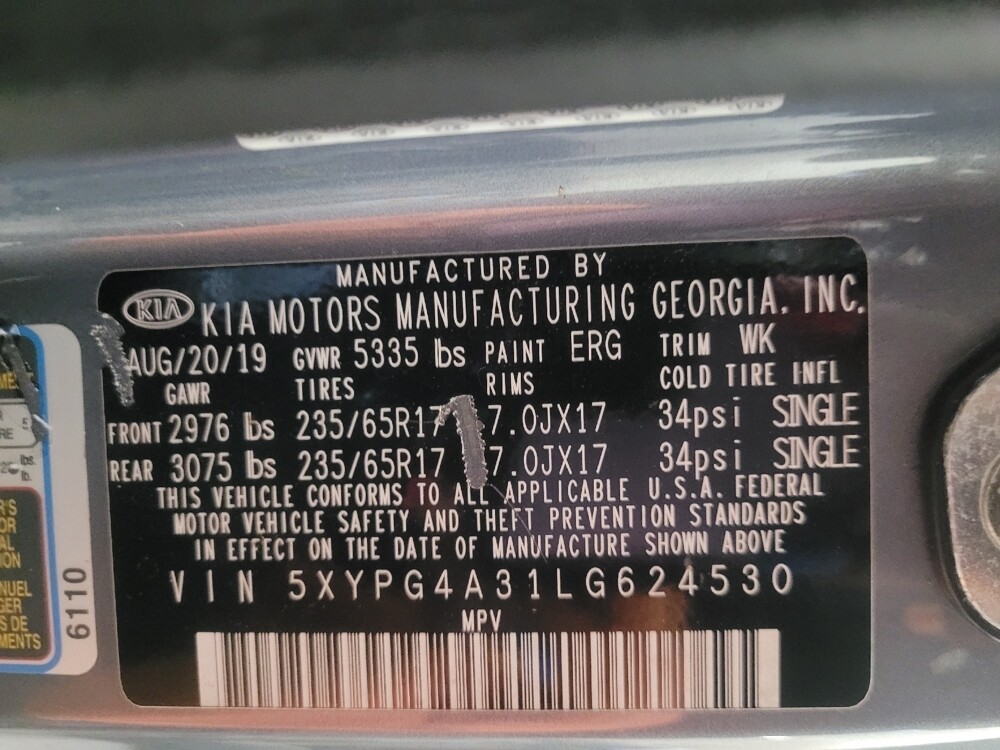 MANUFACTURED BY
KIA KIA MOTORS MANUFACTURING GEORGIA, INC.
AUG/20/19 GVWR 5335 lbs PAINT ERG TRIM WK
GAWR TIRES RIMS COLD TIRE INFL
FRONT 2976 lbs 235/65R17 7.0JX17 34psi SINGLE
REAR 3075 lbs 235/65R17 7.0JX17 34psi SINGLE
THIS VEHICLE CONFORMS TO ALL APPLICABLE U.S.A. FEDERAL
MOTOR VEHICLE SAFETY AND THEFT PREVENTION STANDARDS
IN EFFECT ON THE DATE OF MANUFACTURE SHOWN ABOVE
VIN 5XYPG4A31LG624530
MPV
6110